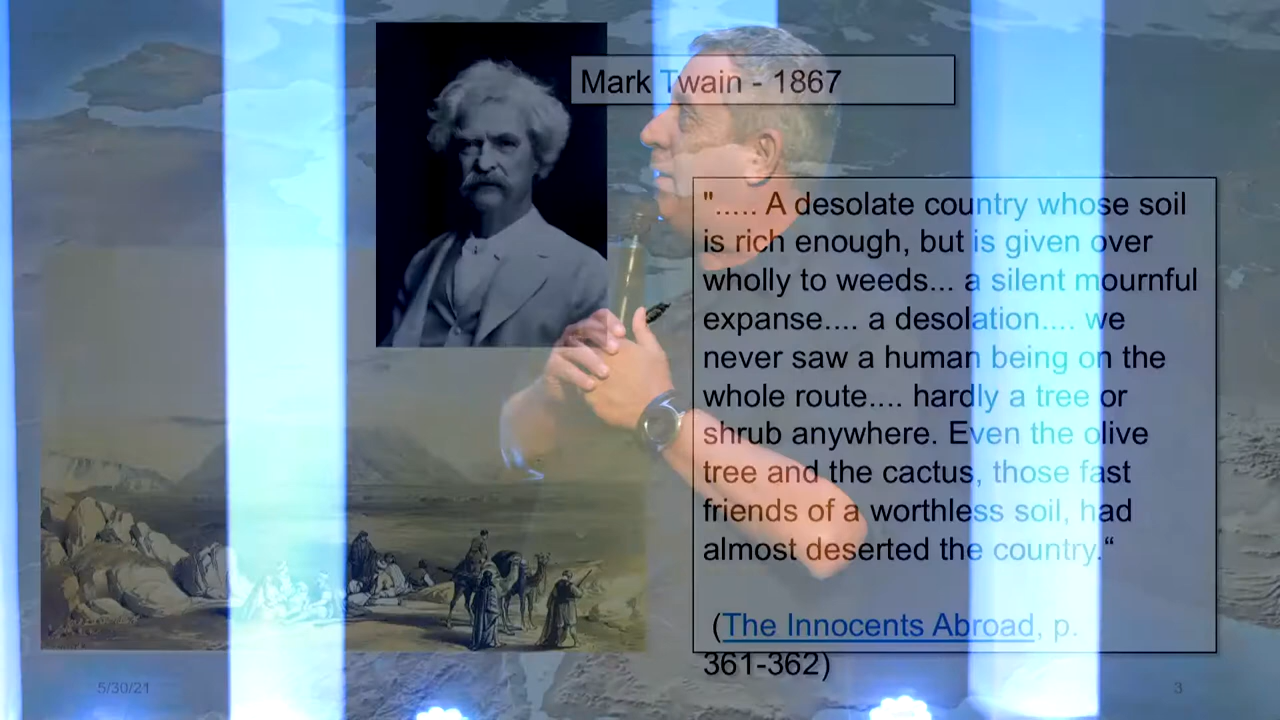 Mark Twain - 1867
"..... A desolate country whose soil
is rich enough, but is given over
wholly to weeds... a silent mournful
expanse.... a desolation.... we
never saw a human being on the
whole route.... hardly a tree or
shrub anywhere. Even the olive
tree and the cactus, those fast
friends of a worthless soil, had
almost deserted the country.“
(The Innocents Abroad, p.
361-362)
5/30/21
3